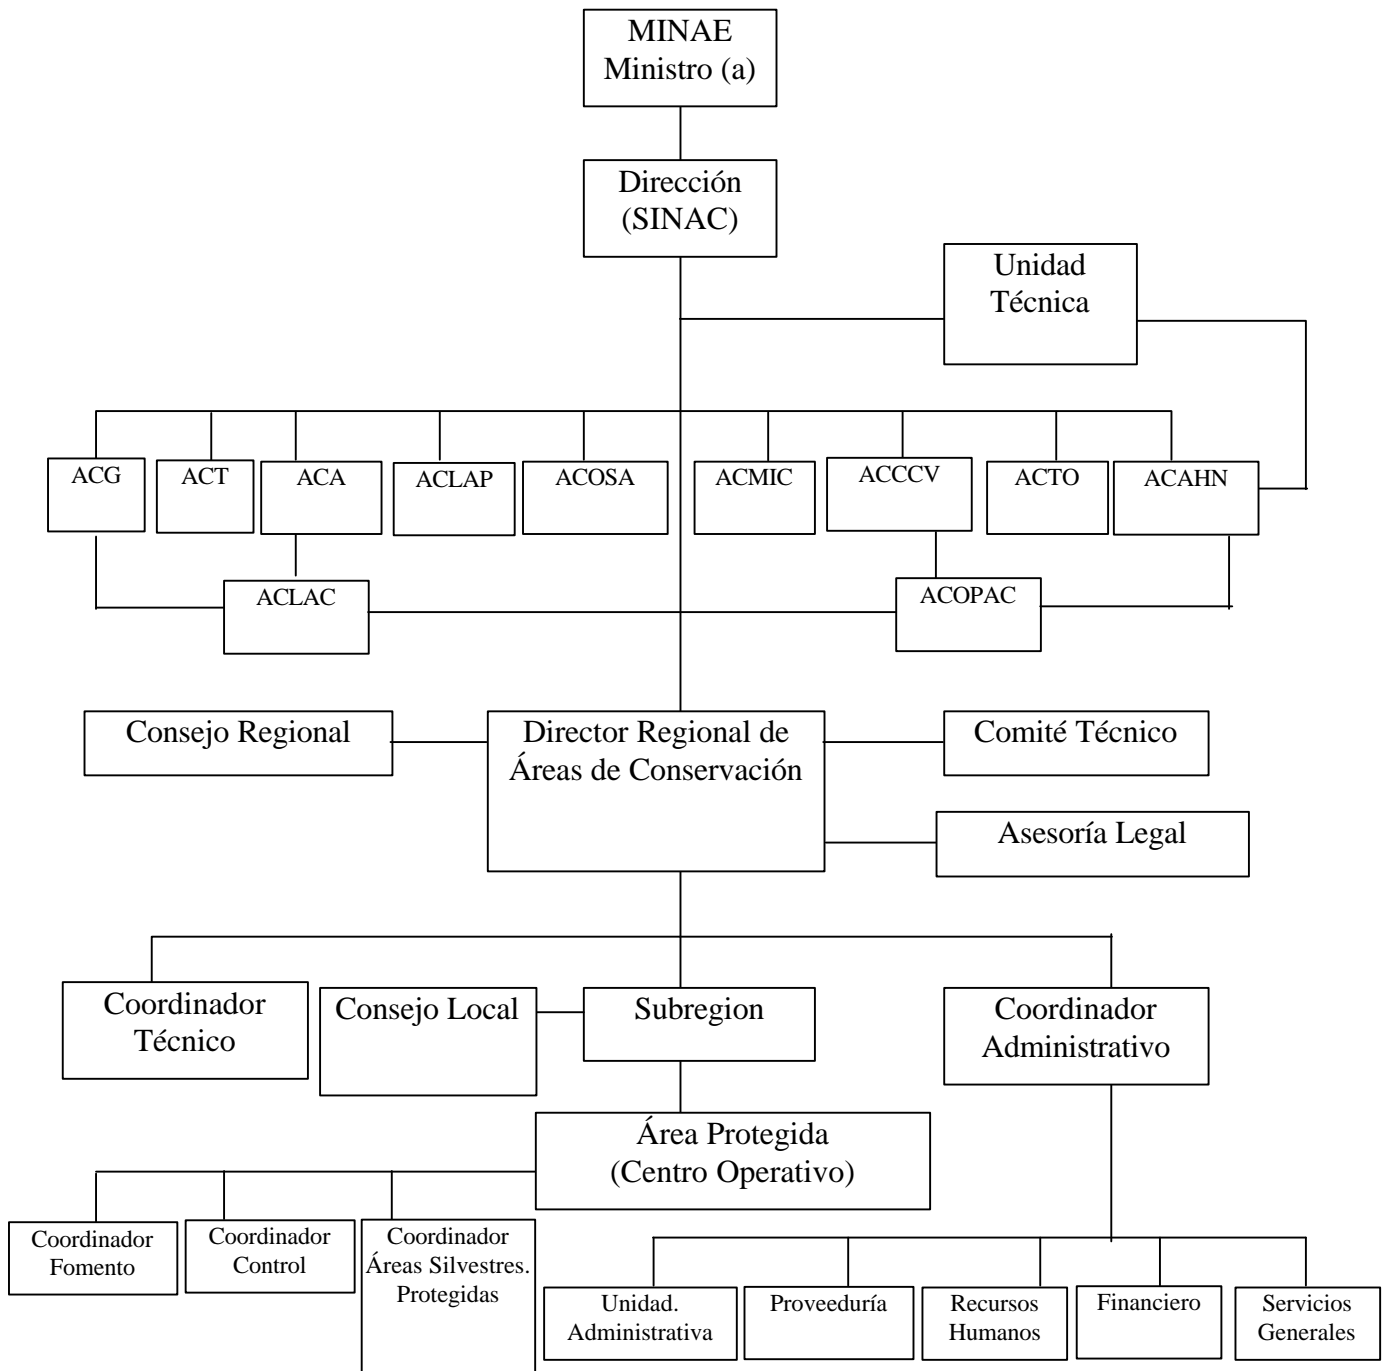 MINAE
Ministro (a)
Dirección
(SINAC)
Unidad
Técnica
ACG
ACT
ACA
ACLAP
ACOSA
ACMIC
ACCCV
ACTO
ACAHN
ACLAC
ACOPAC
Consejo Regional
Director Regional de
Áreas de Conservación
Comité Técnico
Asesoría Legal
Coordinador
Técnico
Consejo Local
Subregion
Coordinador
Administrativo
Área Protegida
(Centro Operativo)
Coordinador
Fomento
Coordinador
Control
Coordinador
Áreas Silvestres.
Protegidas
Unidad.
Administrativa
Proveeduría
Recursos
Humanos
Financiero
Servicios
Generales